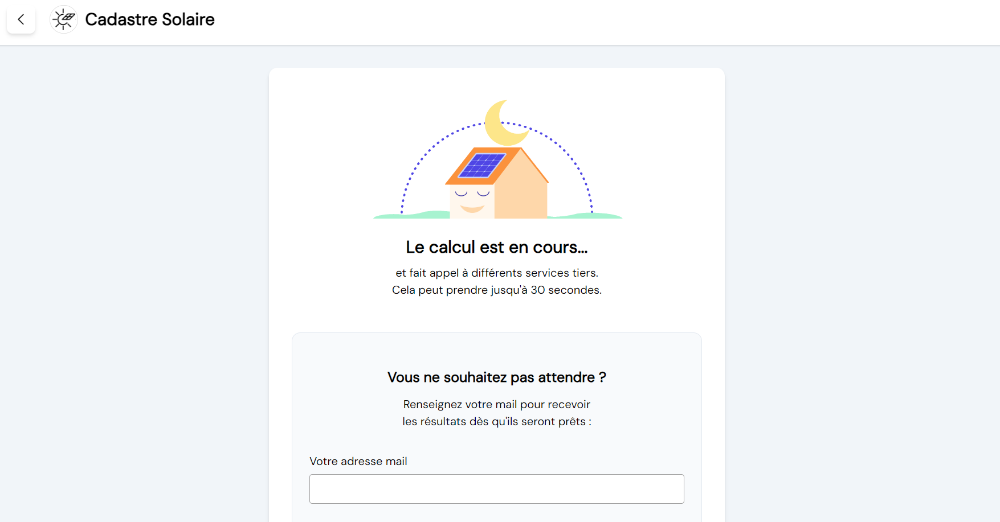 Cadastre Solaire
Le calcul est en cours...
et fait appel à différents services tiers.
Cela peut prendre jusqu'à 30 secondes.
Vous ne souhaitez pas attendre ?
Renseignez votre mail pour recevoir
les résultats dès qu'ils seront prêts :
Votre adresse mail